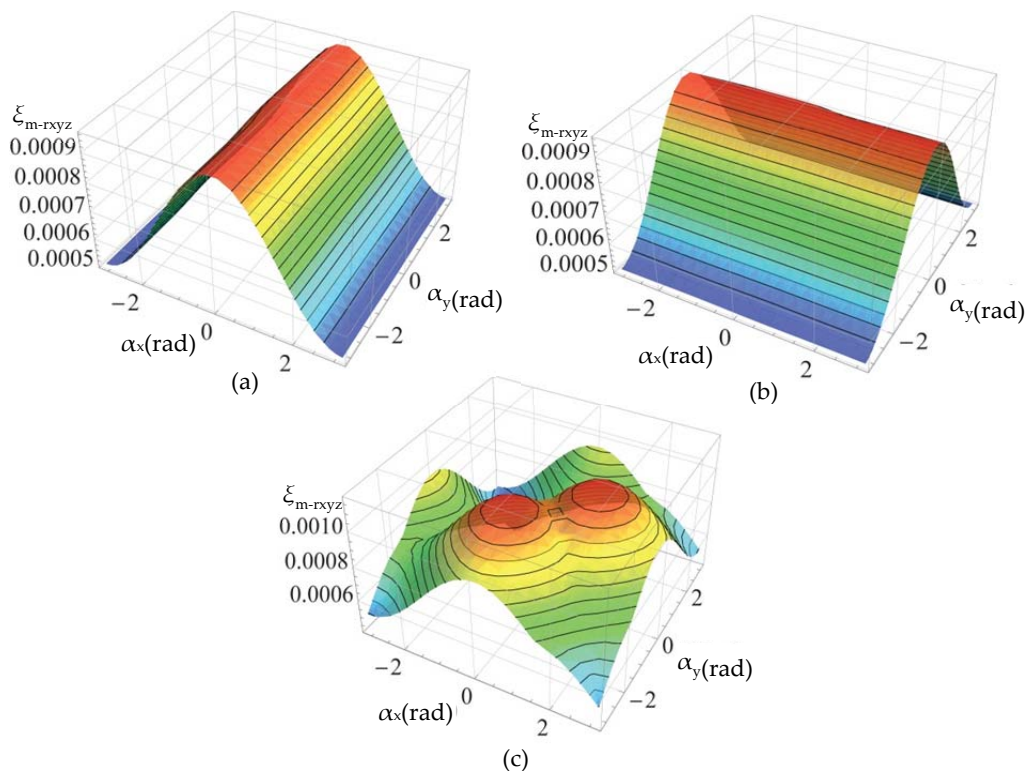 ξm-rxyz
0.0009
0.0008
0.0007
0.0006
0.0005
−2
0
2
αx(rad)
2
0
−2
αy(rad)
(a)
ξm-rxyz
0.0009
0.0008
0.0007
0.0006
0.0005
−2
0
2
αx(rad)
2
0
−2
αy(rad)
(b)
ξm-rxyz
0.0010
0.0008
0.0006
−2
0
2
αx(rad)
2
0
−2
αy(rad)
(c)